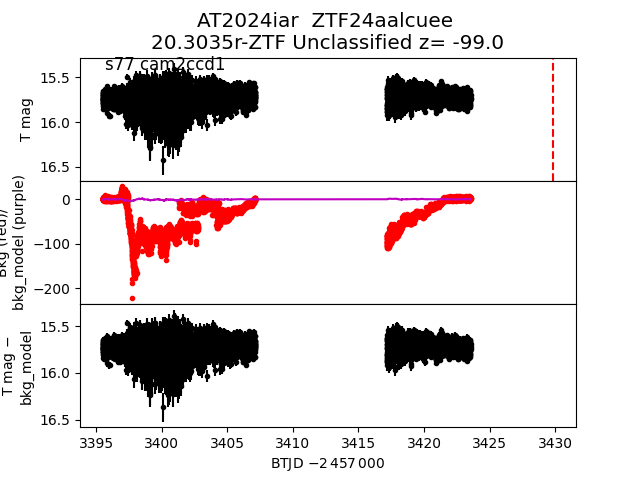 AT2024iar  ZTF24aalcuee
20.3035r-ZTF Unclassified z= -99.0
s77 cam2ccd1
15.5
16.0
16.5
T mag
0
−100
−200
Bkg (red)/
bkg_model (purple)
15.5
16.0
16.5
T mag −
bkg_model
3395 3400 3405 3410 3415 3420 3425 3430
BTJD −2 457 000